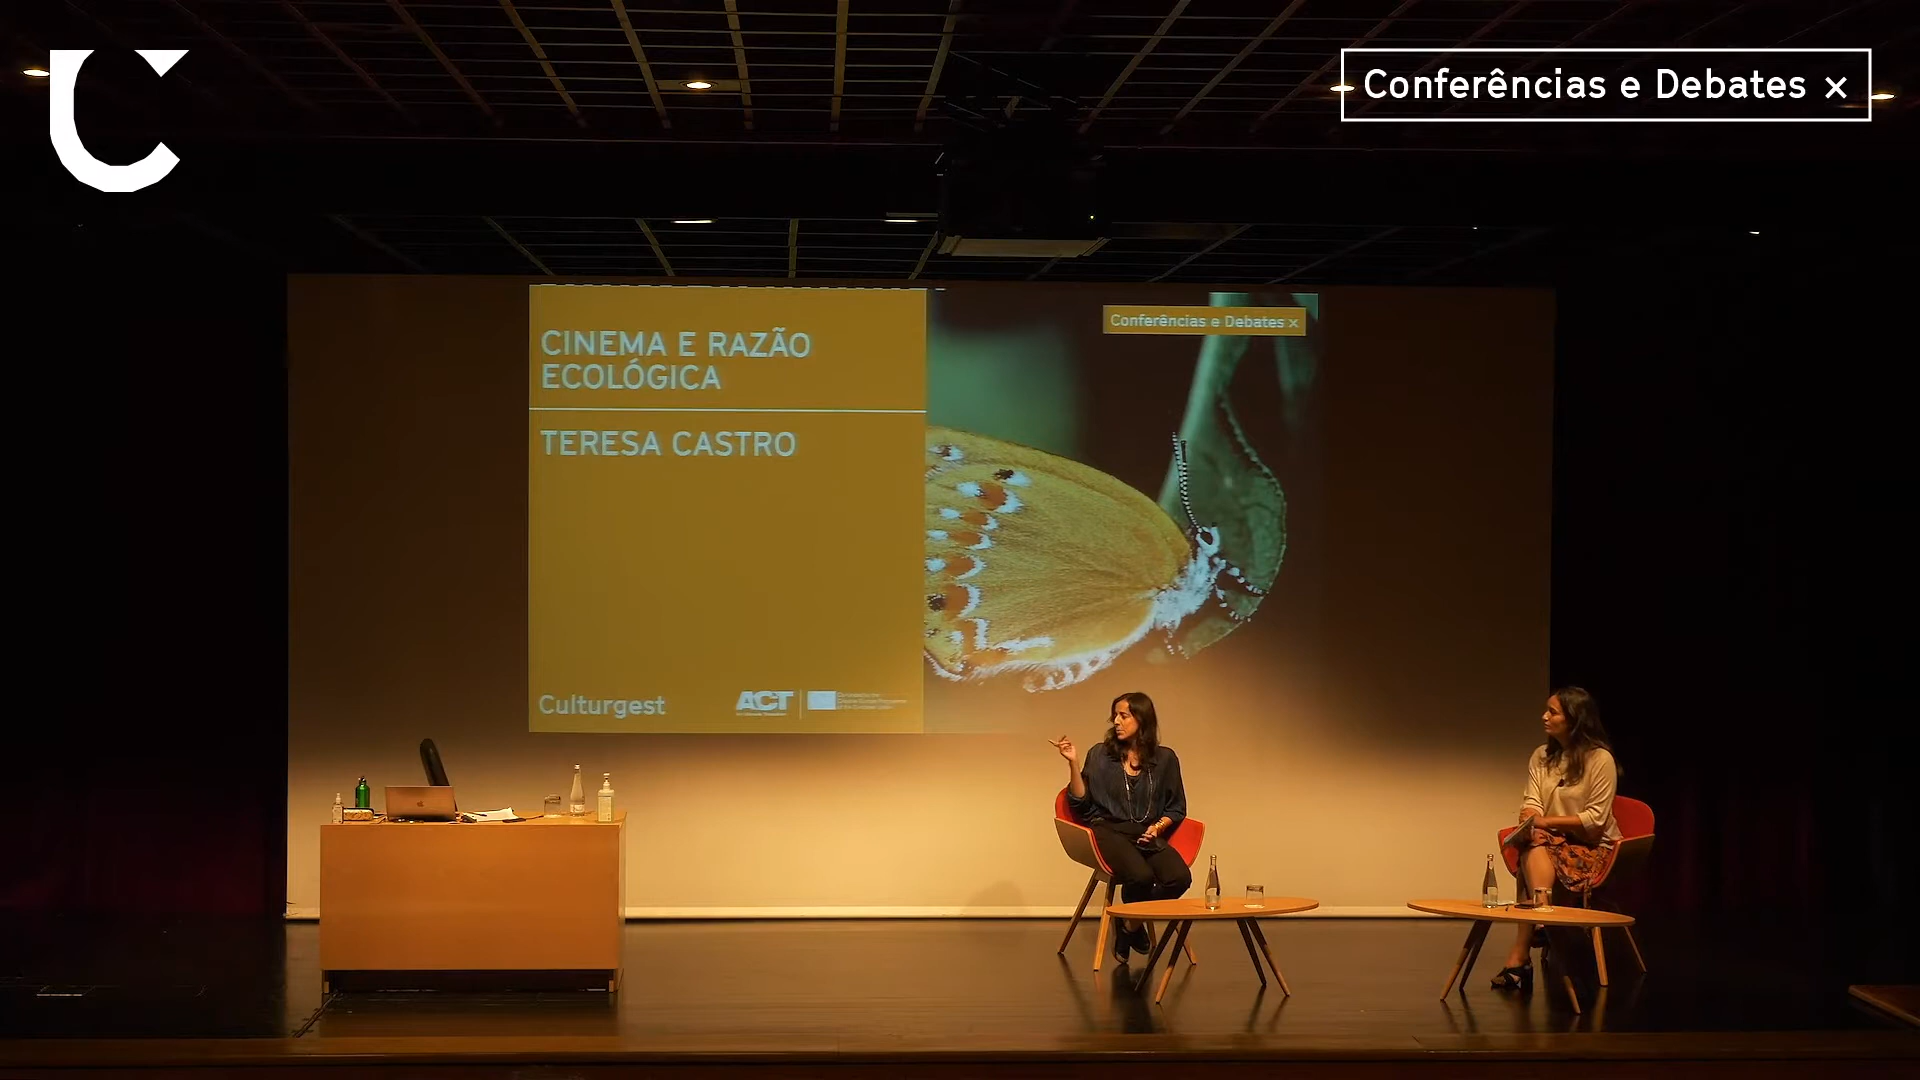 Conferências e Debates ×
CINEMA E RAZÃO
ECOLÓGICA
TERESA CASTRO
Conferências e Debates ×
Culturgest
ACT